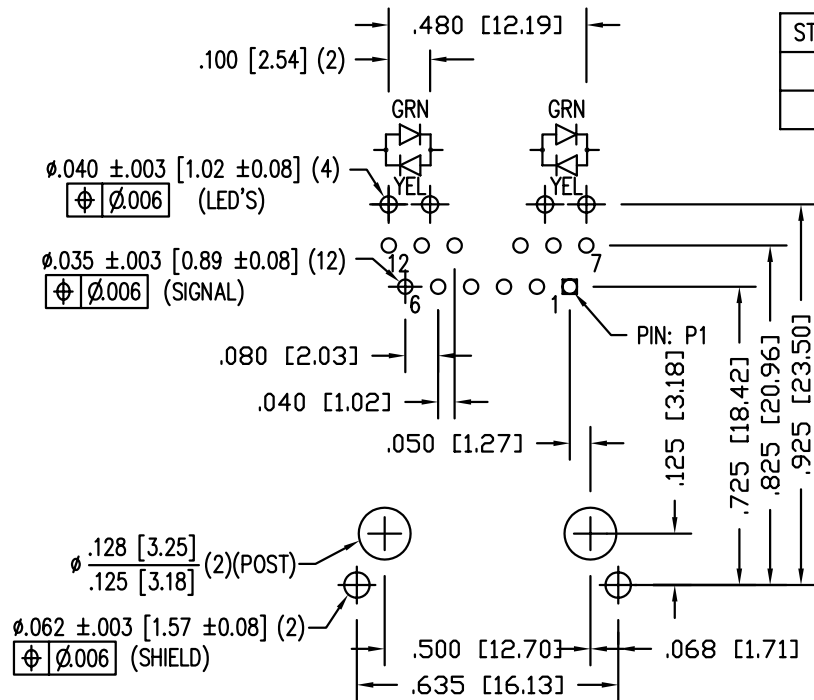 .480 [12.19]
ST
.100 [2.54] (2)
GRN
GRN
ø.040 ±.003 [1.02 ±0.08] (4)
YEL
YEL
⌖ Ø.006 (LED'S)
12
7
ø.035 ±.003 [0.89 ±0.08] (12)
⌖ Ø.006 (SIGNAL)
6
1
PIN: P1
.080 [2.03]
.040 [1.02]
.050 [1.27]
.125 [3.18]
.725 [18.42]
.825 [20.96]
.925 [23.50]
ø .128 [3.25]
.125 [3.18] (2)(POST)
ø.062 ±.003 [1.57 ±0.08] (2)
⌖ Ø.006 (SHIELD)
.500 [12.70]
.068 [1.71]
.635 [16.13]